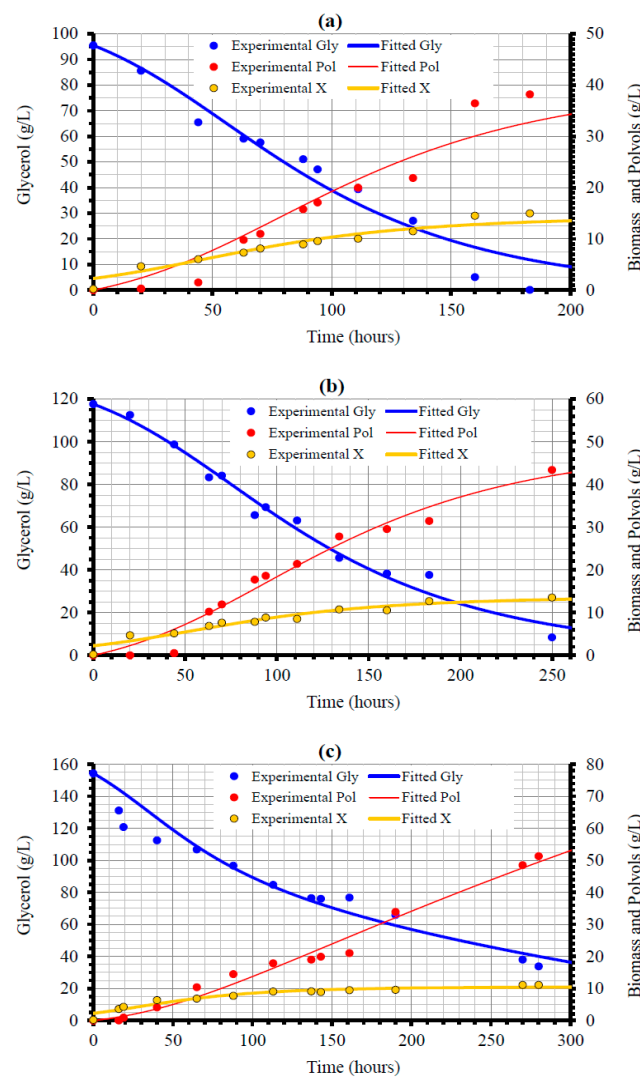 (a)
100
90
80
70
60
50
40
30
20
10
0
Glycerol (g/L)
Experimental Gly
Fitted Gly
Experimental Pol
Fitted Pol
Experimental X
Fitted X
50
40
30
20
10
0
Biomass and Polyols (g/L)
0 50 100 150 200
Time (hours)
(b)
120
100
80
60
40
20
0
Glycerol (g/L)
Experimental Gly
Fitted Gly
Experimental Pol
Fitted Pol
Experimental X
Fitted X
60
50
40
30
20
10
0
Biomass and Polyols (g/L)
0 50 100 150 200 250
Time (hours)
(c)
160
140
120
100
80
60
40
20
0
Glycerol (g/L)
Experimental Gly
Fitted Gly
Experimental Pol
Fitted Pol
Experimental X
Fitted X
80
70
60
50
40
30
20
10
0
Biomass and Polyols (g/L)
0 50 100 150 200 250 300
Time (hours)